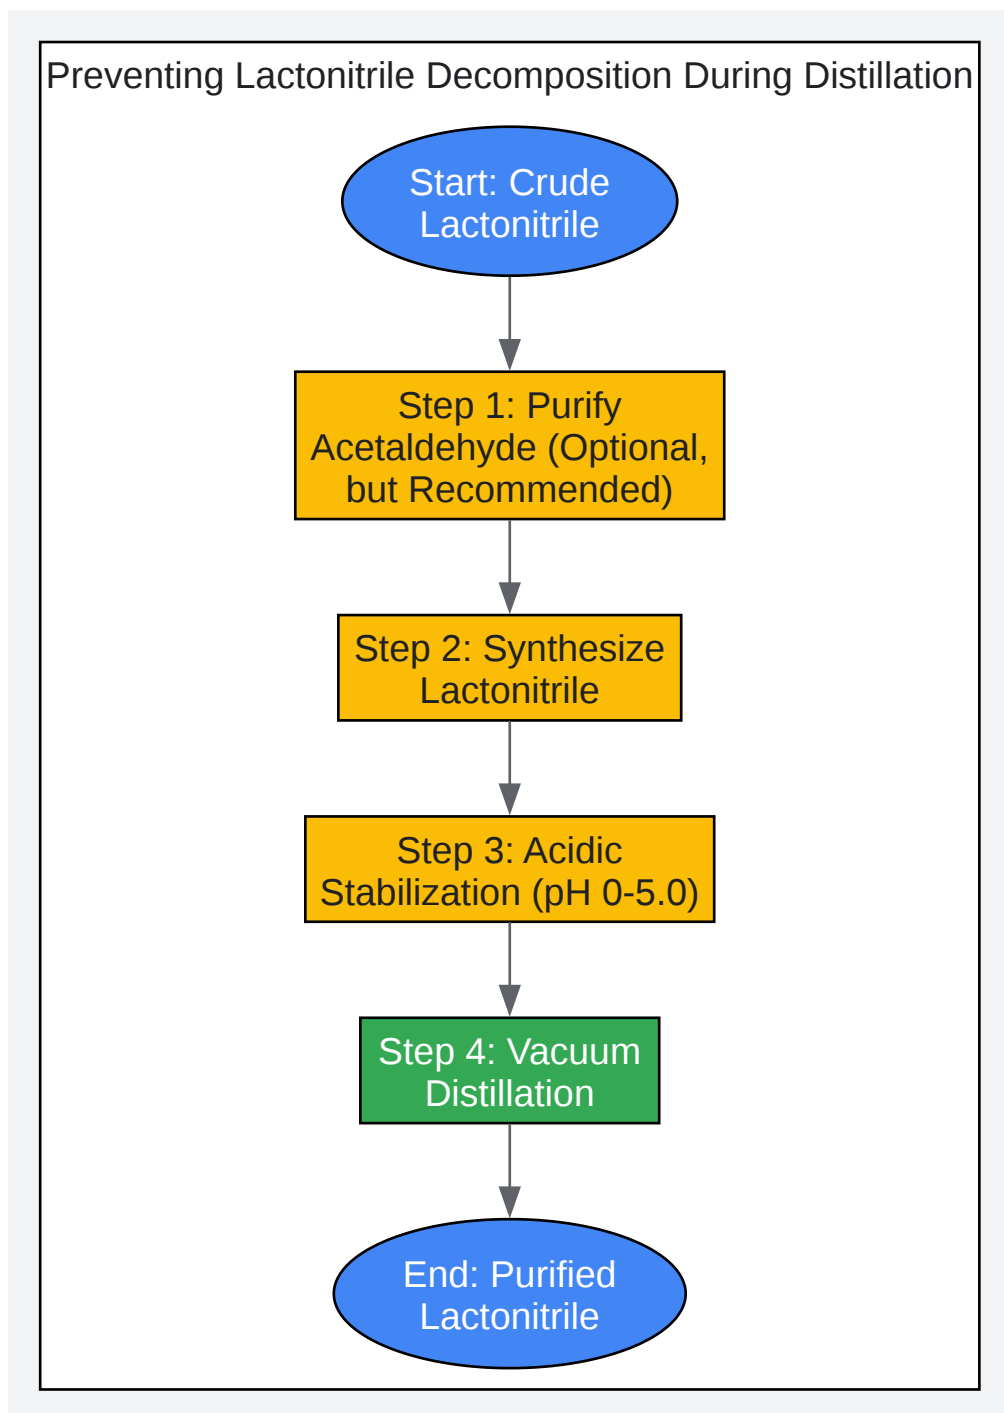 Preventing Lactonitrile Decomposition During Distillation
Start: Crude
Lactonitrile
Step 1: Purify
Acetaldehyde (Optional,
but Recommended)
Step 2: Synthesize
Lactonitrile
Step 3: Acidic
Stabilization (pH 0-5.0)
Step 4: Vacuum
Distillation
End: Purified
Lactonitrile